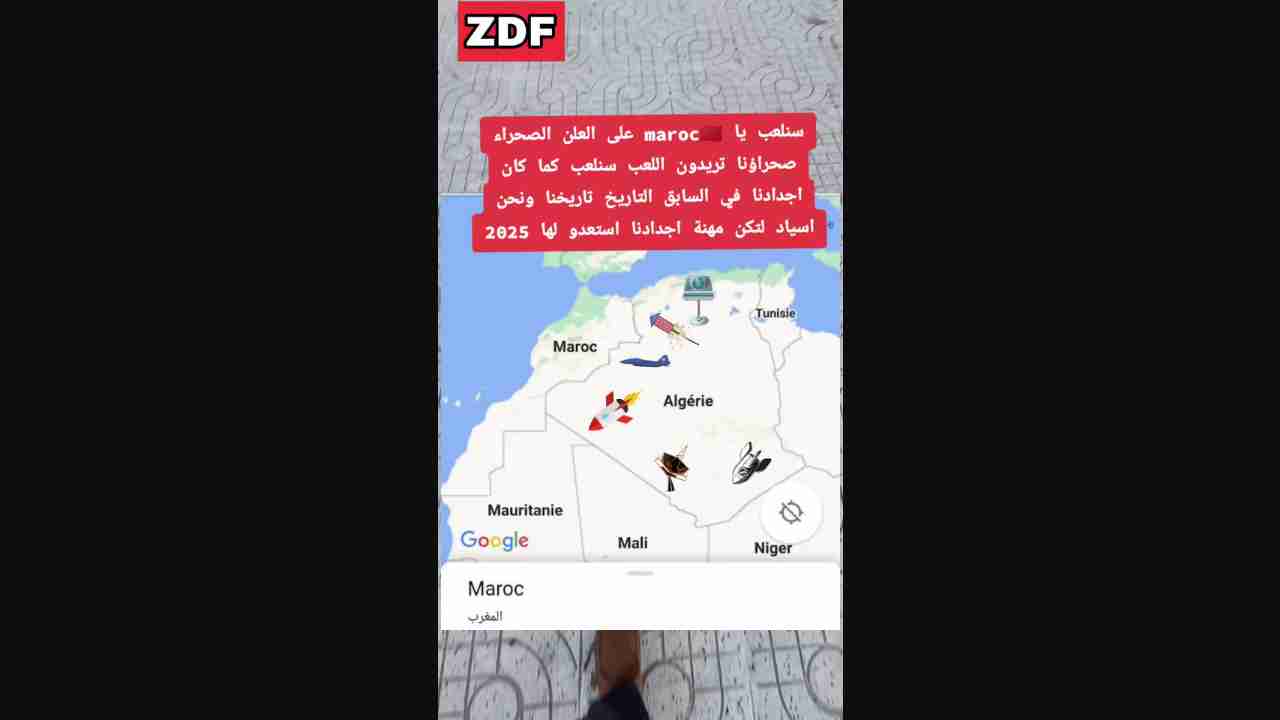 ZDF
سنلعب يا maroc🇲🇦 على العلن الصحراء
صحراؤنا تريدون اللعب سنلعب كما كان
اجدادنا في السابق التاريخ تاريخنا ونحن
اسياد لتكن مهنة اجدادنا استعدو لها 2025
Tunisie
Maroc
Algérie
Mauritanie
Google
Mali
Niger
Maroc
المغرب